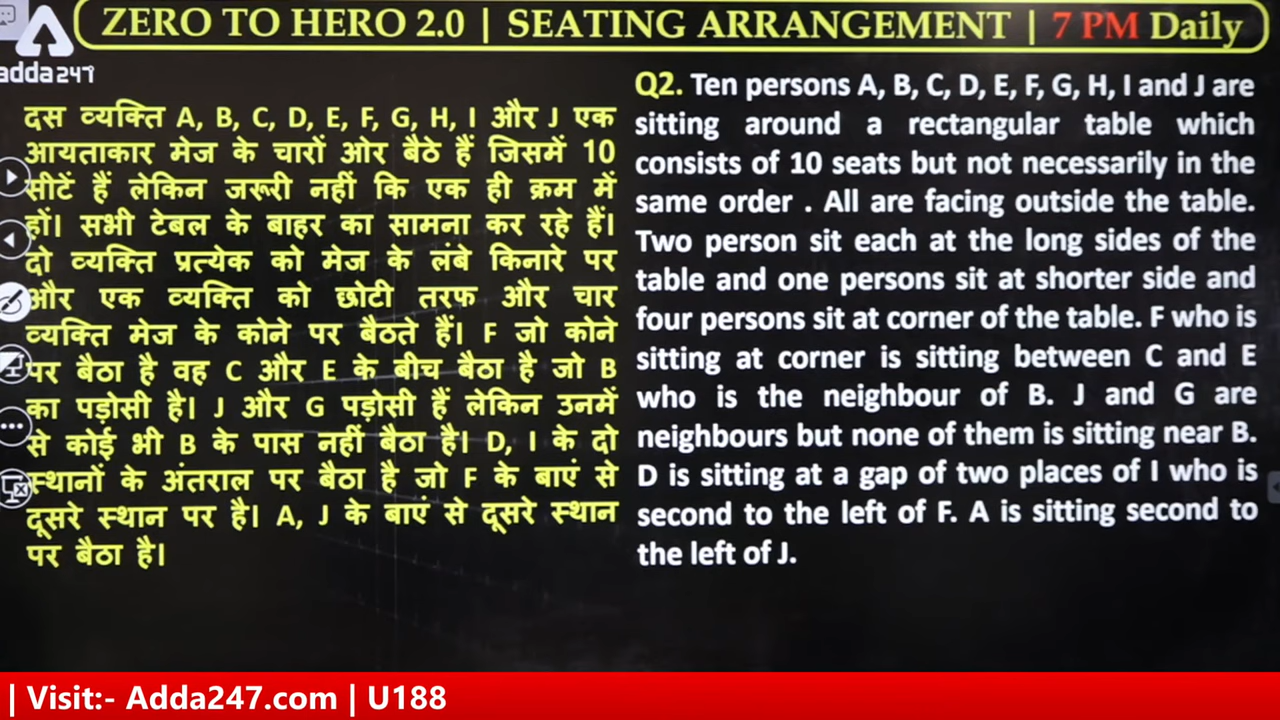 ZERO TO HERO 2.0 | SEATING ARRANGEMENT | 7 PM Daily
adda247
दस व्यक्ति A, B, C, D, E, F, G, H, I और J एक
आयताकार मेज के चारों ओर बैठे हैं जिसमें 10
सीटें हैं लेकिन जरूरी नहीं कि एक ही क्रम में
हों। सभी टेबल के बाहर का सामना कर रहे हैं।
दो व्यक्ति प्रत्येक को मेज के लंबे किनारे पर
और एक व्यक्ति को छोटी तरफ और चार
व्यक्ति मेज के कोने पर बैठते हैं। F जो कोने
पर बैठा है वह C और E के बीच बैठा है जो B
का पड़ोसी है। J और G पड़ोसी हैं लेकिन उनमें
से कोई भी B के पास नहीं बैठा है। D, I के दो
स्थानों के अंतराल पर बैठा है जो F के बाएं से
दूसरे स्थान पर है। A, J के बाएं से दूसरे स्थान
पर बैठा है।
Q2. Ten persons A, B, C, D, E, F, G, H, I and J are
sitting around a rectangular table which
consists of 10 seats but not necessarily in the
same order . All are facing outside the table.
Two person sit each at the long sides of the
table and one persons sit at shorter side and
four persons sit at corner of the table. F who is
sitting at corner is sitting between C and E
who is the neighbour of B. J and G are
neighbours but none of them is sitting near B.
D is sitting at a gap of two places of I who is
second to the left of F. A is sitting second to
the left of J.
| Visit:- Adda247.com | U188